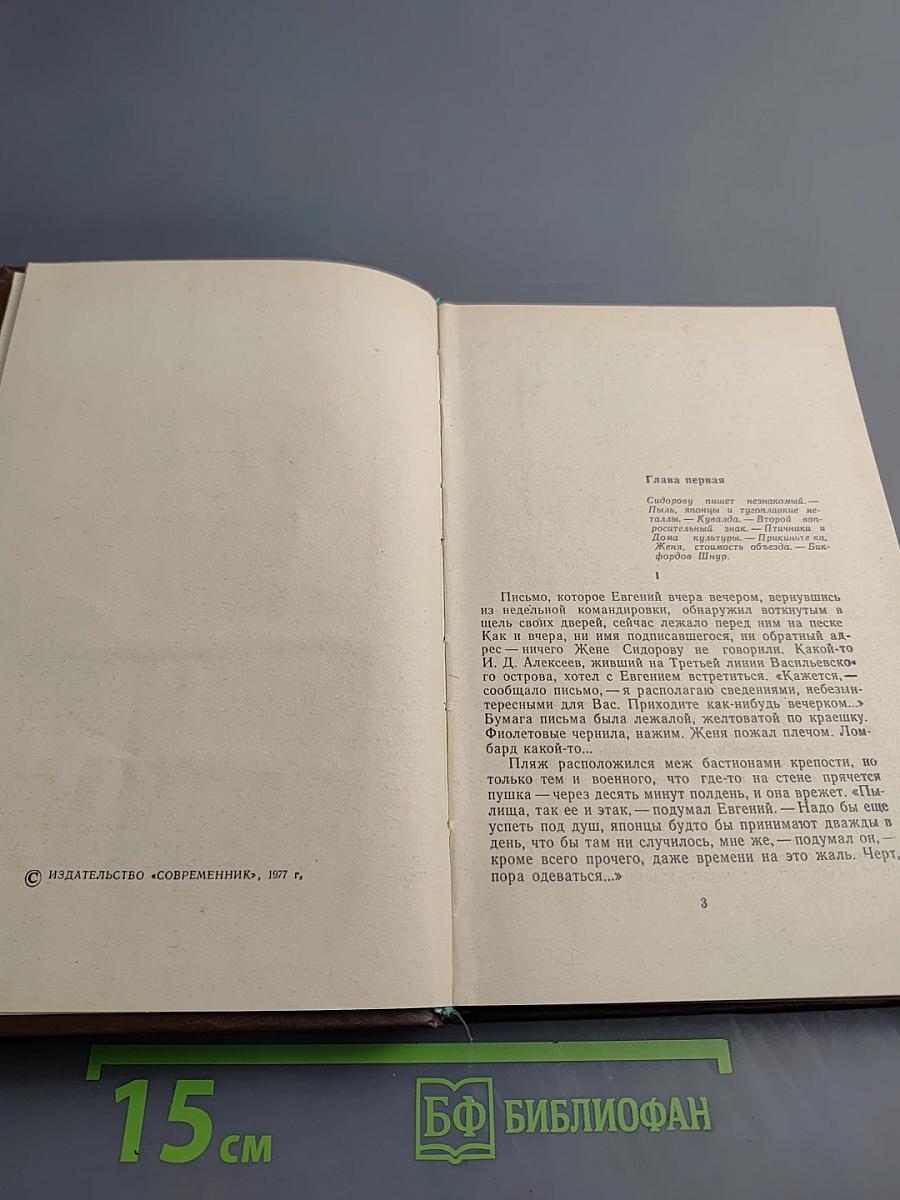 © ИЗДАТЕЛЬСТВО «СОВРЕМЕННИК», 1977 г.
Глава первая
Сидорову пишет незнакомый. —
Пыль, японцы и тугоплавкие ме-
таллы. — Кувалда. — Второй воп-
росительный знак. — Птичники и
Дома культуры. — Прикиньте ка,
Женя, стоимость объезда. — Бик-
фордов Шнур.
1
Письмо, которое Евгений вчера вечером, вернувшись
из недельной командировки, обнаружил воткнутым в
щель своих дверей, сейчас лежало перед ним на песке
Как и вчера, ни имя подписавшегося, ни обратный ад-
рес — ничего Жене Сидорову не говорили. Какой-то
И. Д. Алексеев, живший на Третьей линии Васильевско-
го острова, хотел с Евгением встретиться. «Кажется, —
сообщало письмо, — я располагаю сведениями, небезын-
тересными для Вас. Приходите как-нибудь вечерком...»
Бумага письма была лежалой, желтоватой по краешку.
Фиолетовые чернила, нажим. Женя пожал плечом. Лом-
бард какой-то...
Пляж расположился меж бастионами крепости, но
только тем и военного, что где-то на стене прячется
пушка — через десять минут полдень, и она врежет. «Пы-
лища, так ее и этак, — подумал Евгений. — Надо бы еще
успеть под душ, японцы будто бы принимают дважды в
день, что бы там ни случилось, мне же, — подумал он, —
кроме всего прочего, даже времени на это жаль. Черт,
пора одеваться...»
3
15 см
БФ БИБЛИОФАН